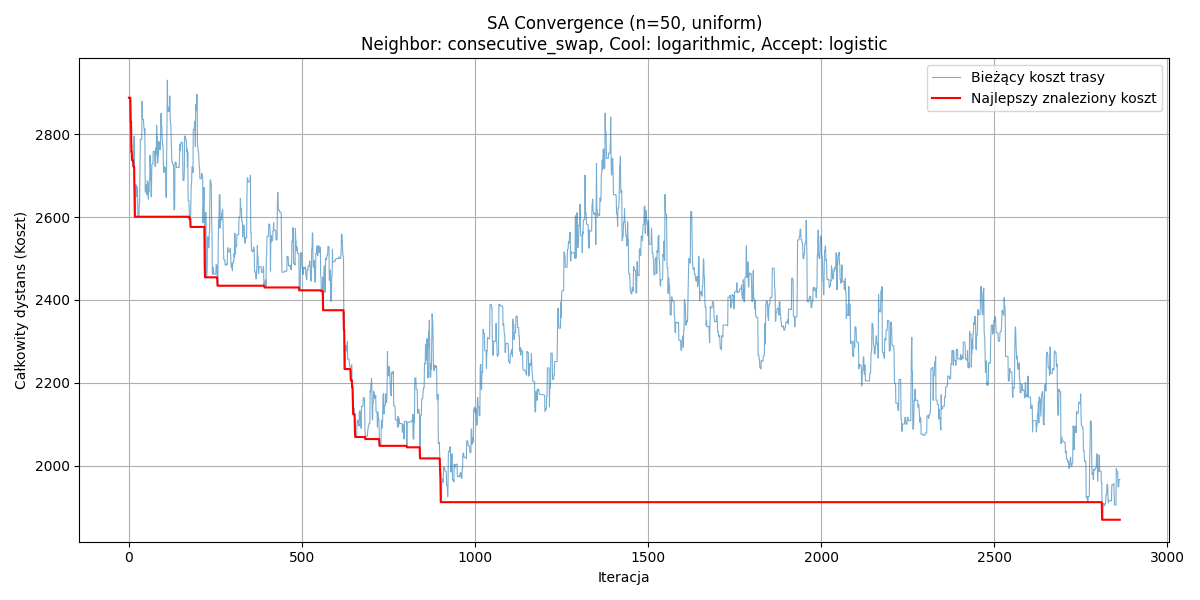 SA Convergence (n=50, uniform)
Neighbor: consecutive_swap, Cool: logarithmic, Accept: logistic
Bieżący koszt trasy
Najlepszy znaleziony koszt
Całkowity dystans (Koszt)
2800
2600
2400
2200
2000
0
500
1000
1500
2000
2500
3000
Iteracja